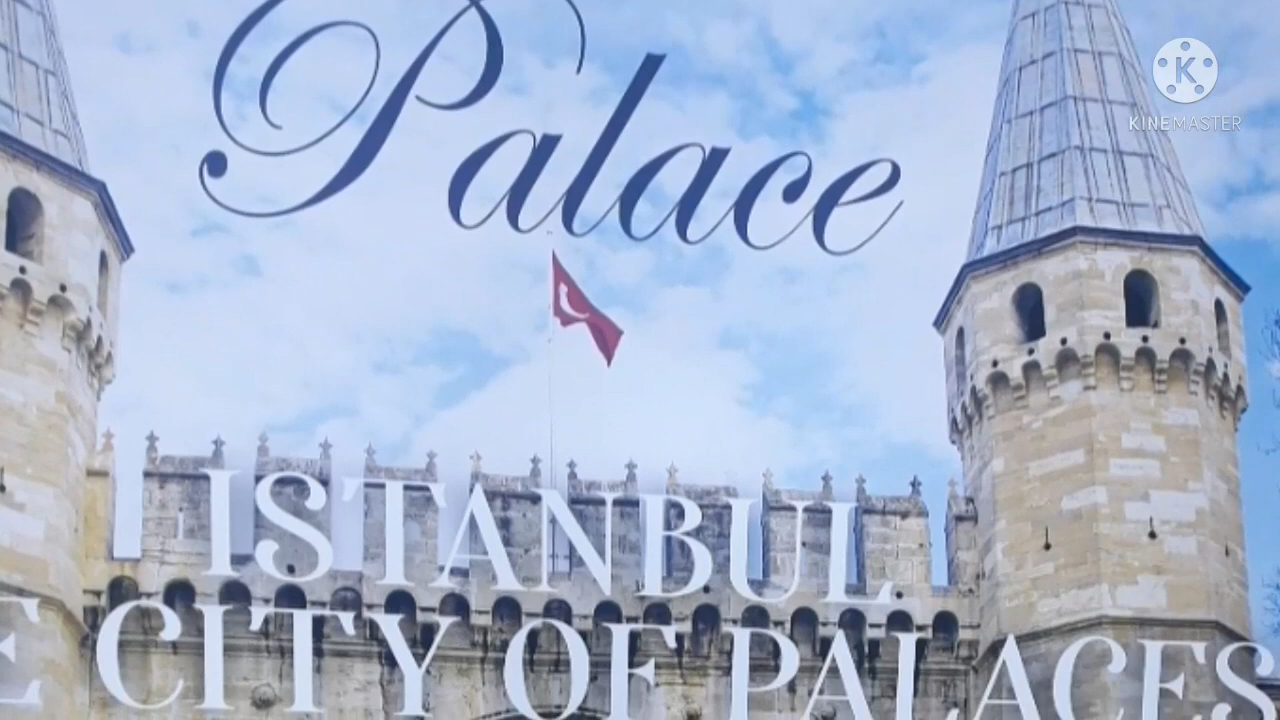 Palace
K
KINEMASTER
ISTANBUL
E CITY OF PALACES